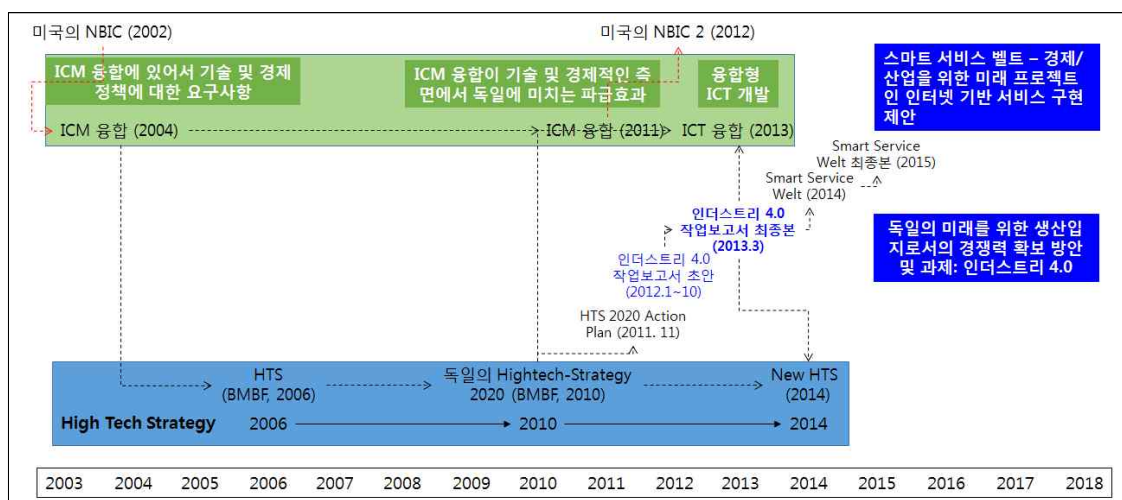 미국의 NBIC (2002)
미국의 NBIC 2 (2012)
ICM 융합에 있어서 기술 및 경제
정책에 대한 요구사항
ICM 융합이 기술 및 경제적인 측
면에서 독일에 미치는 파급효과
융합형
ICT 개발
스마트 서비스 벨트 – 경제/
산업을 위한 미래 프로젝트
인 인터넷 기반 서비스 구현
제안
ICM 융합 (2004)
ICM 융합 (2011)
ICT 융합 (2013)
Smart Service
Welt 최종본 (2015)
Smart Service
Welt (2014)
인더스트리 4.0
작업보고서 최종본
(2013.3)
독일의 미래를 위한 생산입
지로서의 경쟁력 확보 방안
및 과제: 인더스트리 4.0
인더스트리 4.0
작업보고서 초안
(2012.1~10)
HTS 2020 Action
Plan (2011. 11)
HTS
(BMBF, 2006)
독일의 Hightech-Strategy
2020 (BMBF, 2010)
New HTS
(2014)
High Tech Strategy 2006 2010 2014
2003 2004 2005 2006 2007 2008 2009 2010 2011 2012 2013 2014 2015 2016 2017 2018